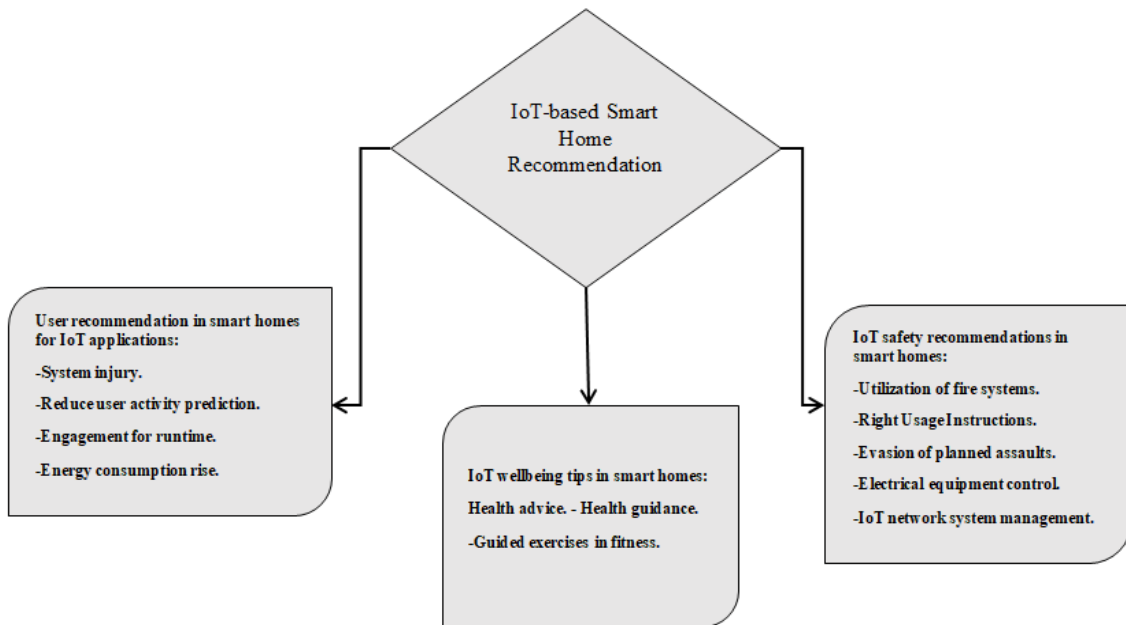 IoT-based Smart
Home
Recommendation
User recommendation in smart homes
for IoT applications:
-System injury.
-Reduce user activity prediction.
-Engagement for runtime.
-Energy consumption rise.
IoT wellbeing tips in smart homes:
Health advice. - Health guidance.
-Guided exercises in fitness.
IoT safety recommendations in
smart homes:
-Utilization of fire systems.
-Right Usage Instructions.
-Evasion of planned assaults.
-Electrical equipment control.
-IoT network system management.